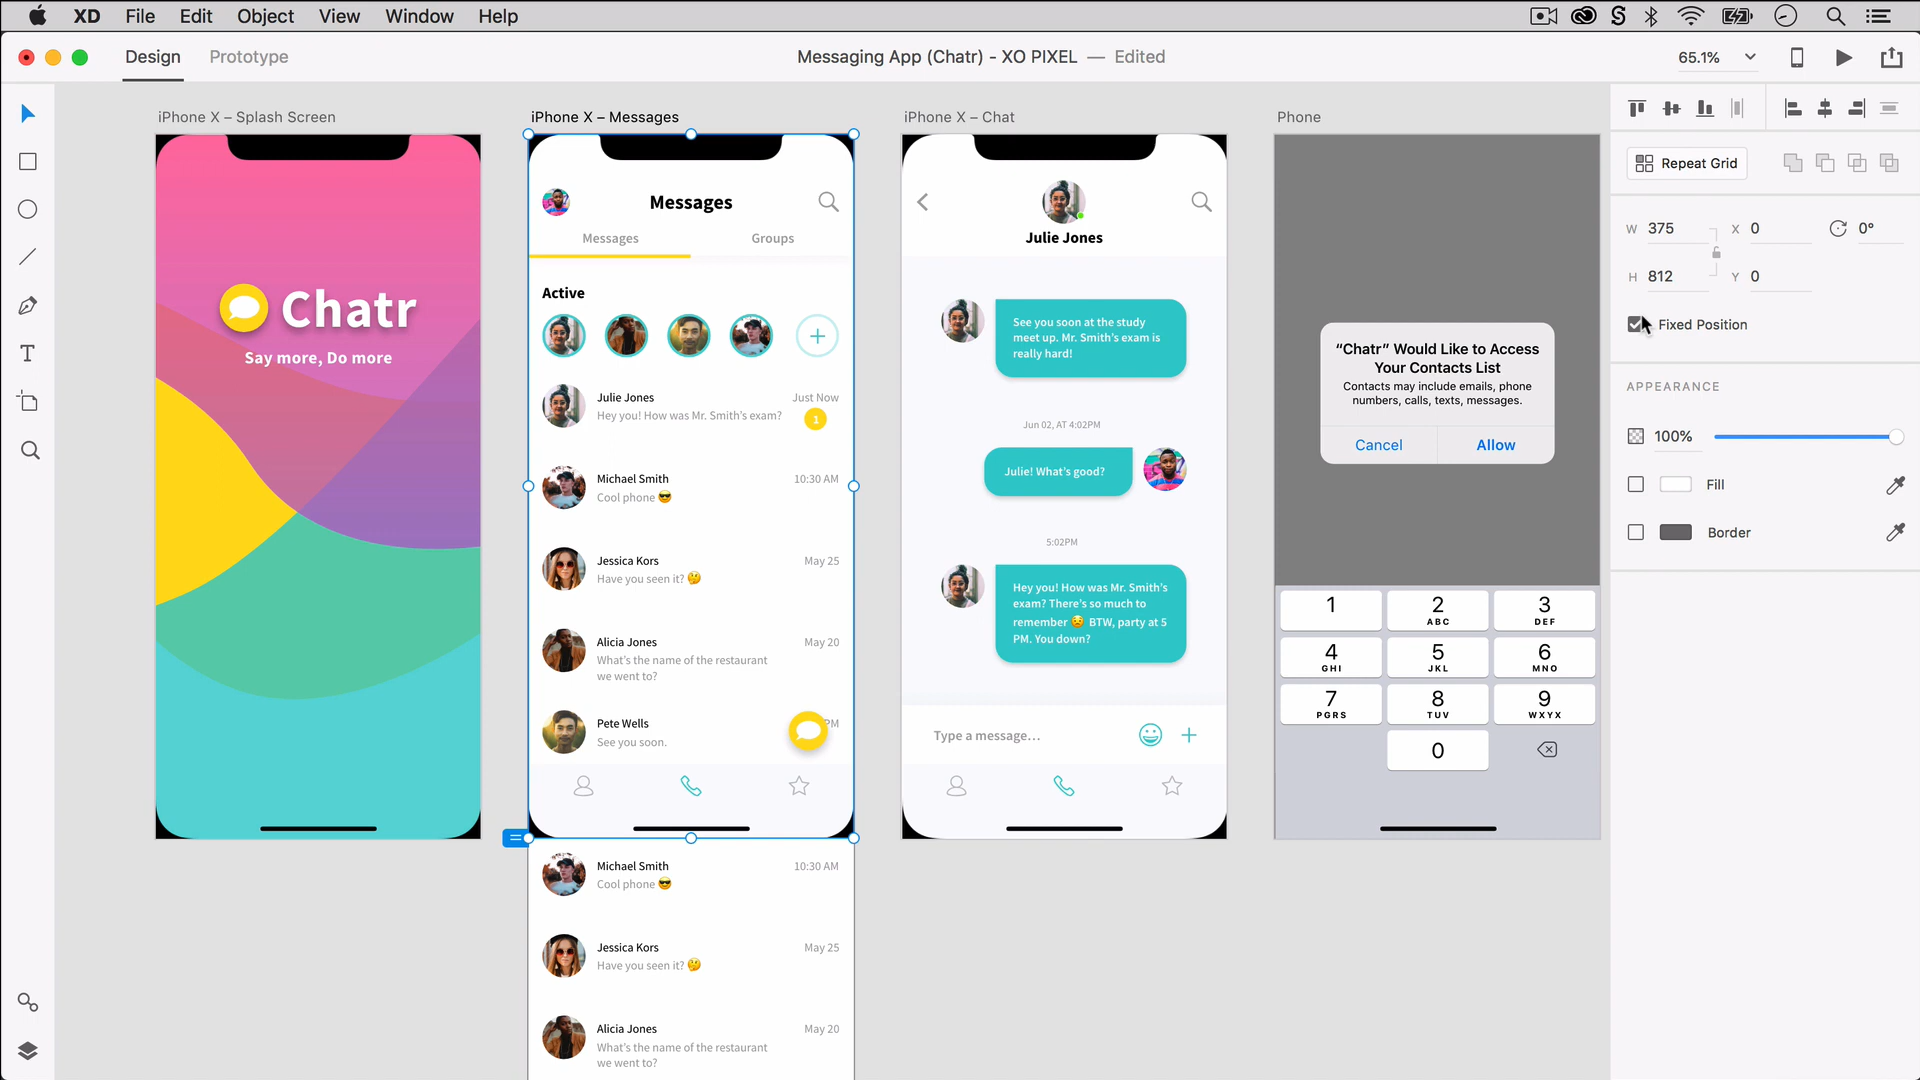 XD File Edit Object View Window Help
Design Prototype
Messaging App (Chatr) - XO PIXEL — Edited
65.1%
iPhone X – Splash Screen
Chatr
Say more, Do more
iPhone X – Messages
Messages
Messages Groups
Active
Julie Jones Just Now
Hey you! How was Mr. Smith's exam? 1
Michael Smith 10:30 AM
Cool phone 😎
Jessica Kors May 25
Have you seen it? 🤔
Alicia Jones May 20
What's the name of the restaurant
we went to?
Pete Wells PM
See you soon.
Michael Smith 10:30 AM
Cool phone 😎
Jessica Kors May 25
Have you seen it? 🤔
Alicia Jones May 20
What's the name of the restaurant
we went to?
iPhone X – Chat
Julie Jones
See you soon at the study
meet up. Mr. Smith's exam is
really hard!
Jun 02, AT 4:02PM
Julie! What's good?
5:02PM
Hey you! How was Mr. Smith's
exam? There's so much to
remember 😣 BTW, party at 5
PM. You down?
Type a message...
Phone
“Chatr” Would Like to Access
Your Contacts List
Contacts may include emails, phone
numbers, calls, texts, messages.
Cancel Allow
1 2 3
ABC DEF
4 5 6
GHI JKL MNO
7 8 9
PGRS TUV WXYX
0
Repeat Grid
W 375 X 0 0°
H 812 Y 0
Fixed Position
APPEARANCE
100%
Fill
Border